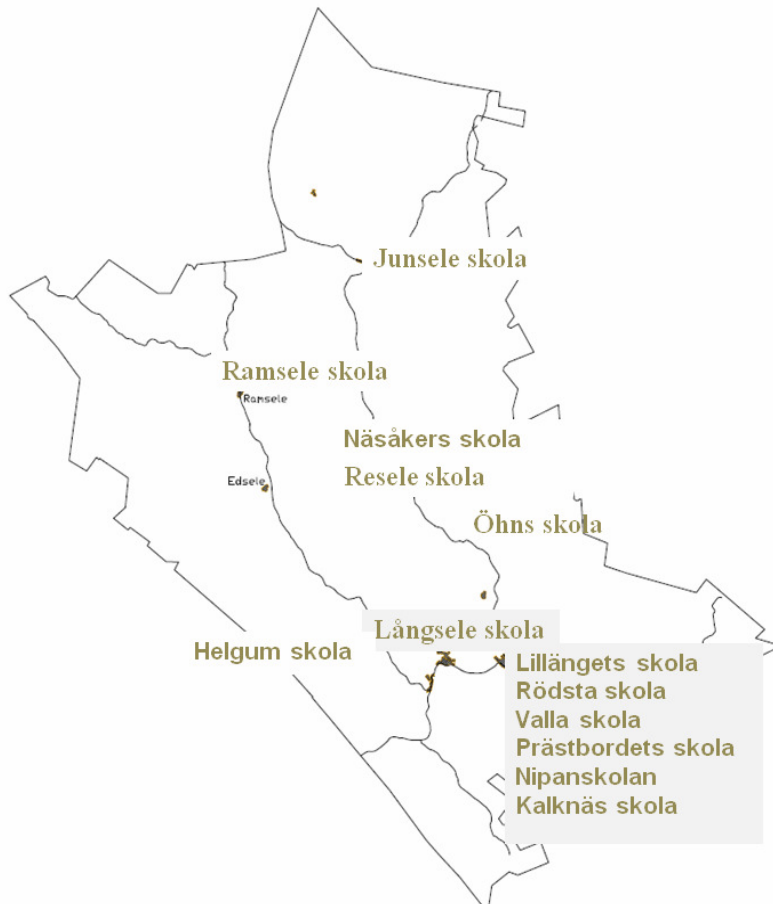 Junsele skola
Ramsele skola
Ramsele
Näsåkers skola
Edsele
Resele skola
Öhns skola
Långsele skola
Helgum skola
Lillängets skola
Rödsta skola
Valla skola
Prästbordets skola
Nipanskolan
Kalknäs skola